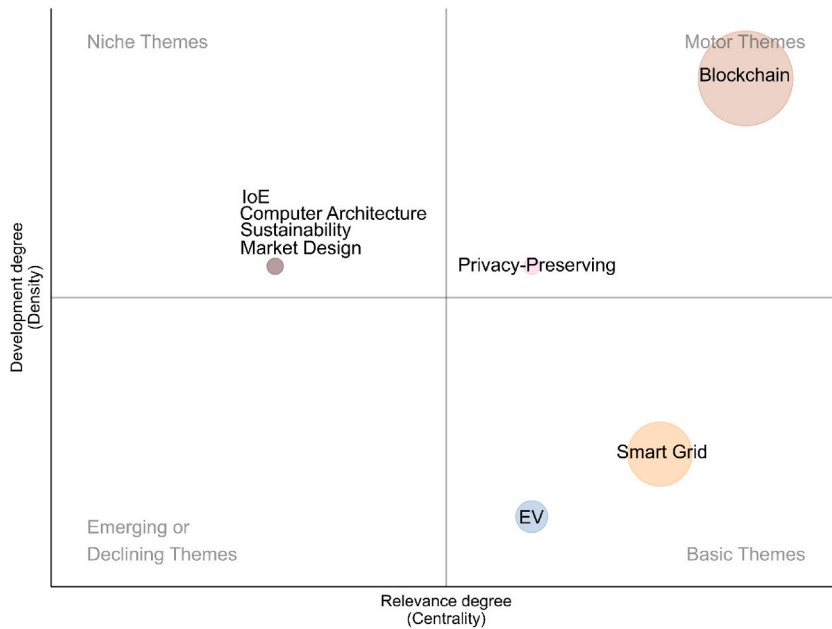 Niche Themes
Motor Themes
Blockchain
IoE
Computer Architecture
Sustainability
Market Design
Privacy-Preserving
Development degree
(Density)
Smart Grid
EV
Emerging or
Declining Themes
Basic Themes
Relevance degree
(Centrality)